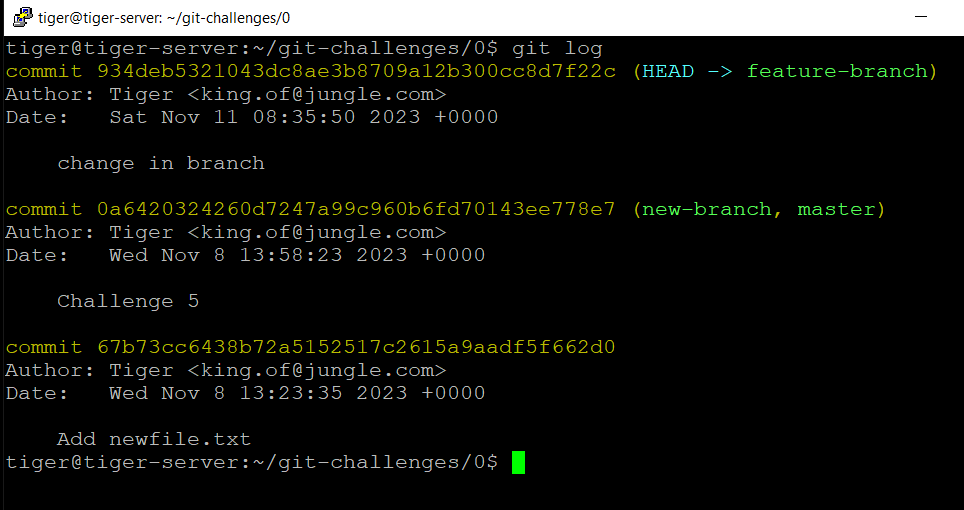 tiger@tiger-server: ~/git-challenges/0
tiger@tiger-server:~/git-challenges/0$ git log
commit 934deb5321043dc8ae3b8709a12b300cc8d7f22c (HEAD -> feature-branch)
Author: Tiger <king.of@jungle.com>
Date:   Sat Nov 11 08:35:50 2023 +0000
    change in branch
commit 0a6420324260d7247a99c960b6fd70143ee778e7 (new-branch, master)
Author: Tiger <king.of@jungle.com>
Date:   Wed Nov 8 13:58:23 2023 +0000
    Challenge 5
commit 67b73cc6438b72a5152517c2615a9aadf5f662d0
Author: Tiger <king.of@jungle.com>
Date:   Wed Nov 8 13:23:35 2023 +0000
    Add newfile.txt
tiger@tiger-server:~/git-challenges/0$